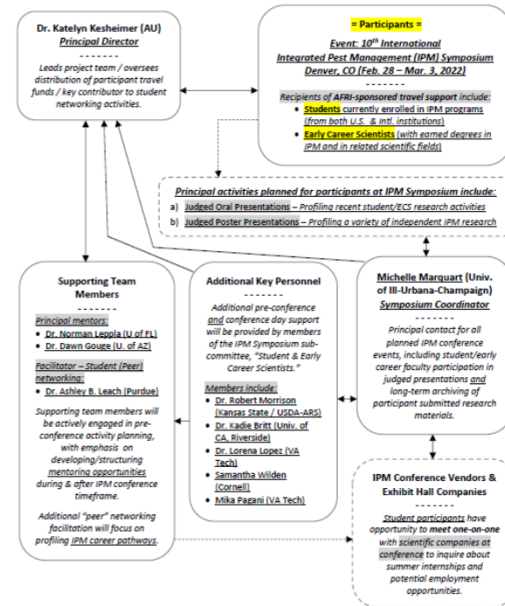 Dr. Katelyn Kesheimer (AU)
Principal Director
- - - - - - -
Leads project team / oversees
distribution of participant travel
funds / key contributor to student
networking activities.
= Participants =
Event: 10th International
Integrated Pest Management (IPM) Symposium
Denver, CO (Feb. 28 – Mar. 3, 2022)
- - - - - - -
Recipients of AFRI-sponsored travel support include:
• Students currently enrolled in IPM programs
(from both U.S. & Intl. institutions)
• Early Career Scientists (with earned degrees in
IPM and in related scientific fields)
Principal activities planned for participants at IPM Symposium include:
a) Judged Oral Presentations – Profiling recent student/ECS research activities
b) Judged Poster Presentations – Profiling a variety of independent IPM research
Supporting Team
Members
- - - - - - -
Principal mentors:
• Dr. Norman Leppla (U of FL)
• Dr. Dawn Gouge (U. of AZ)
Facilitator – Student (Peer)
networking:
• Dr. Ashley B. Leach (Purdue)
Supporting team members will
be actively engaged in pre-
conference activity planning,
with emphasis on
developing/structuring
mentoring opportunities
during & after IPM conference
timeframe.
Additional “peer” networking
facilitation will focus on
profiling IPM career pathways.
Additional Key Personnel
- - - - - - -
Additional pre-conference
and conference day support
will be provided by members
of the IPM Symposium sub-
committee, “Student & Early
Career Scientists.”
Members include:
• Dr. Robert Morrison
(Kansas State / USDA-ARS)
• Dr. Kadie Britt (Univ. of
CA, Riverside)
• Dr. Lorena Lopez (VA
Tech)
• Samantha Wilden
(Cornell)
• Mika Pagani (VA Tech)
Michelle Marquart (Univ.
of Ill-Urbana-Champaign)
Symposium Coordinator
- - - - - - -
Principal contact for all
planned IPM conference
events, including student/early
career faculty participation in
judged presentations and
long-term archiving of
participant submitted research
materials.
IPM Conference Vendors &
Exhibit Hall Companies
- - - - - - -
Student participants have
opportunity to meet one-on-one
with scientific companies at
conference to inquire about
summer internships and
potential employment
opportunities.